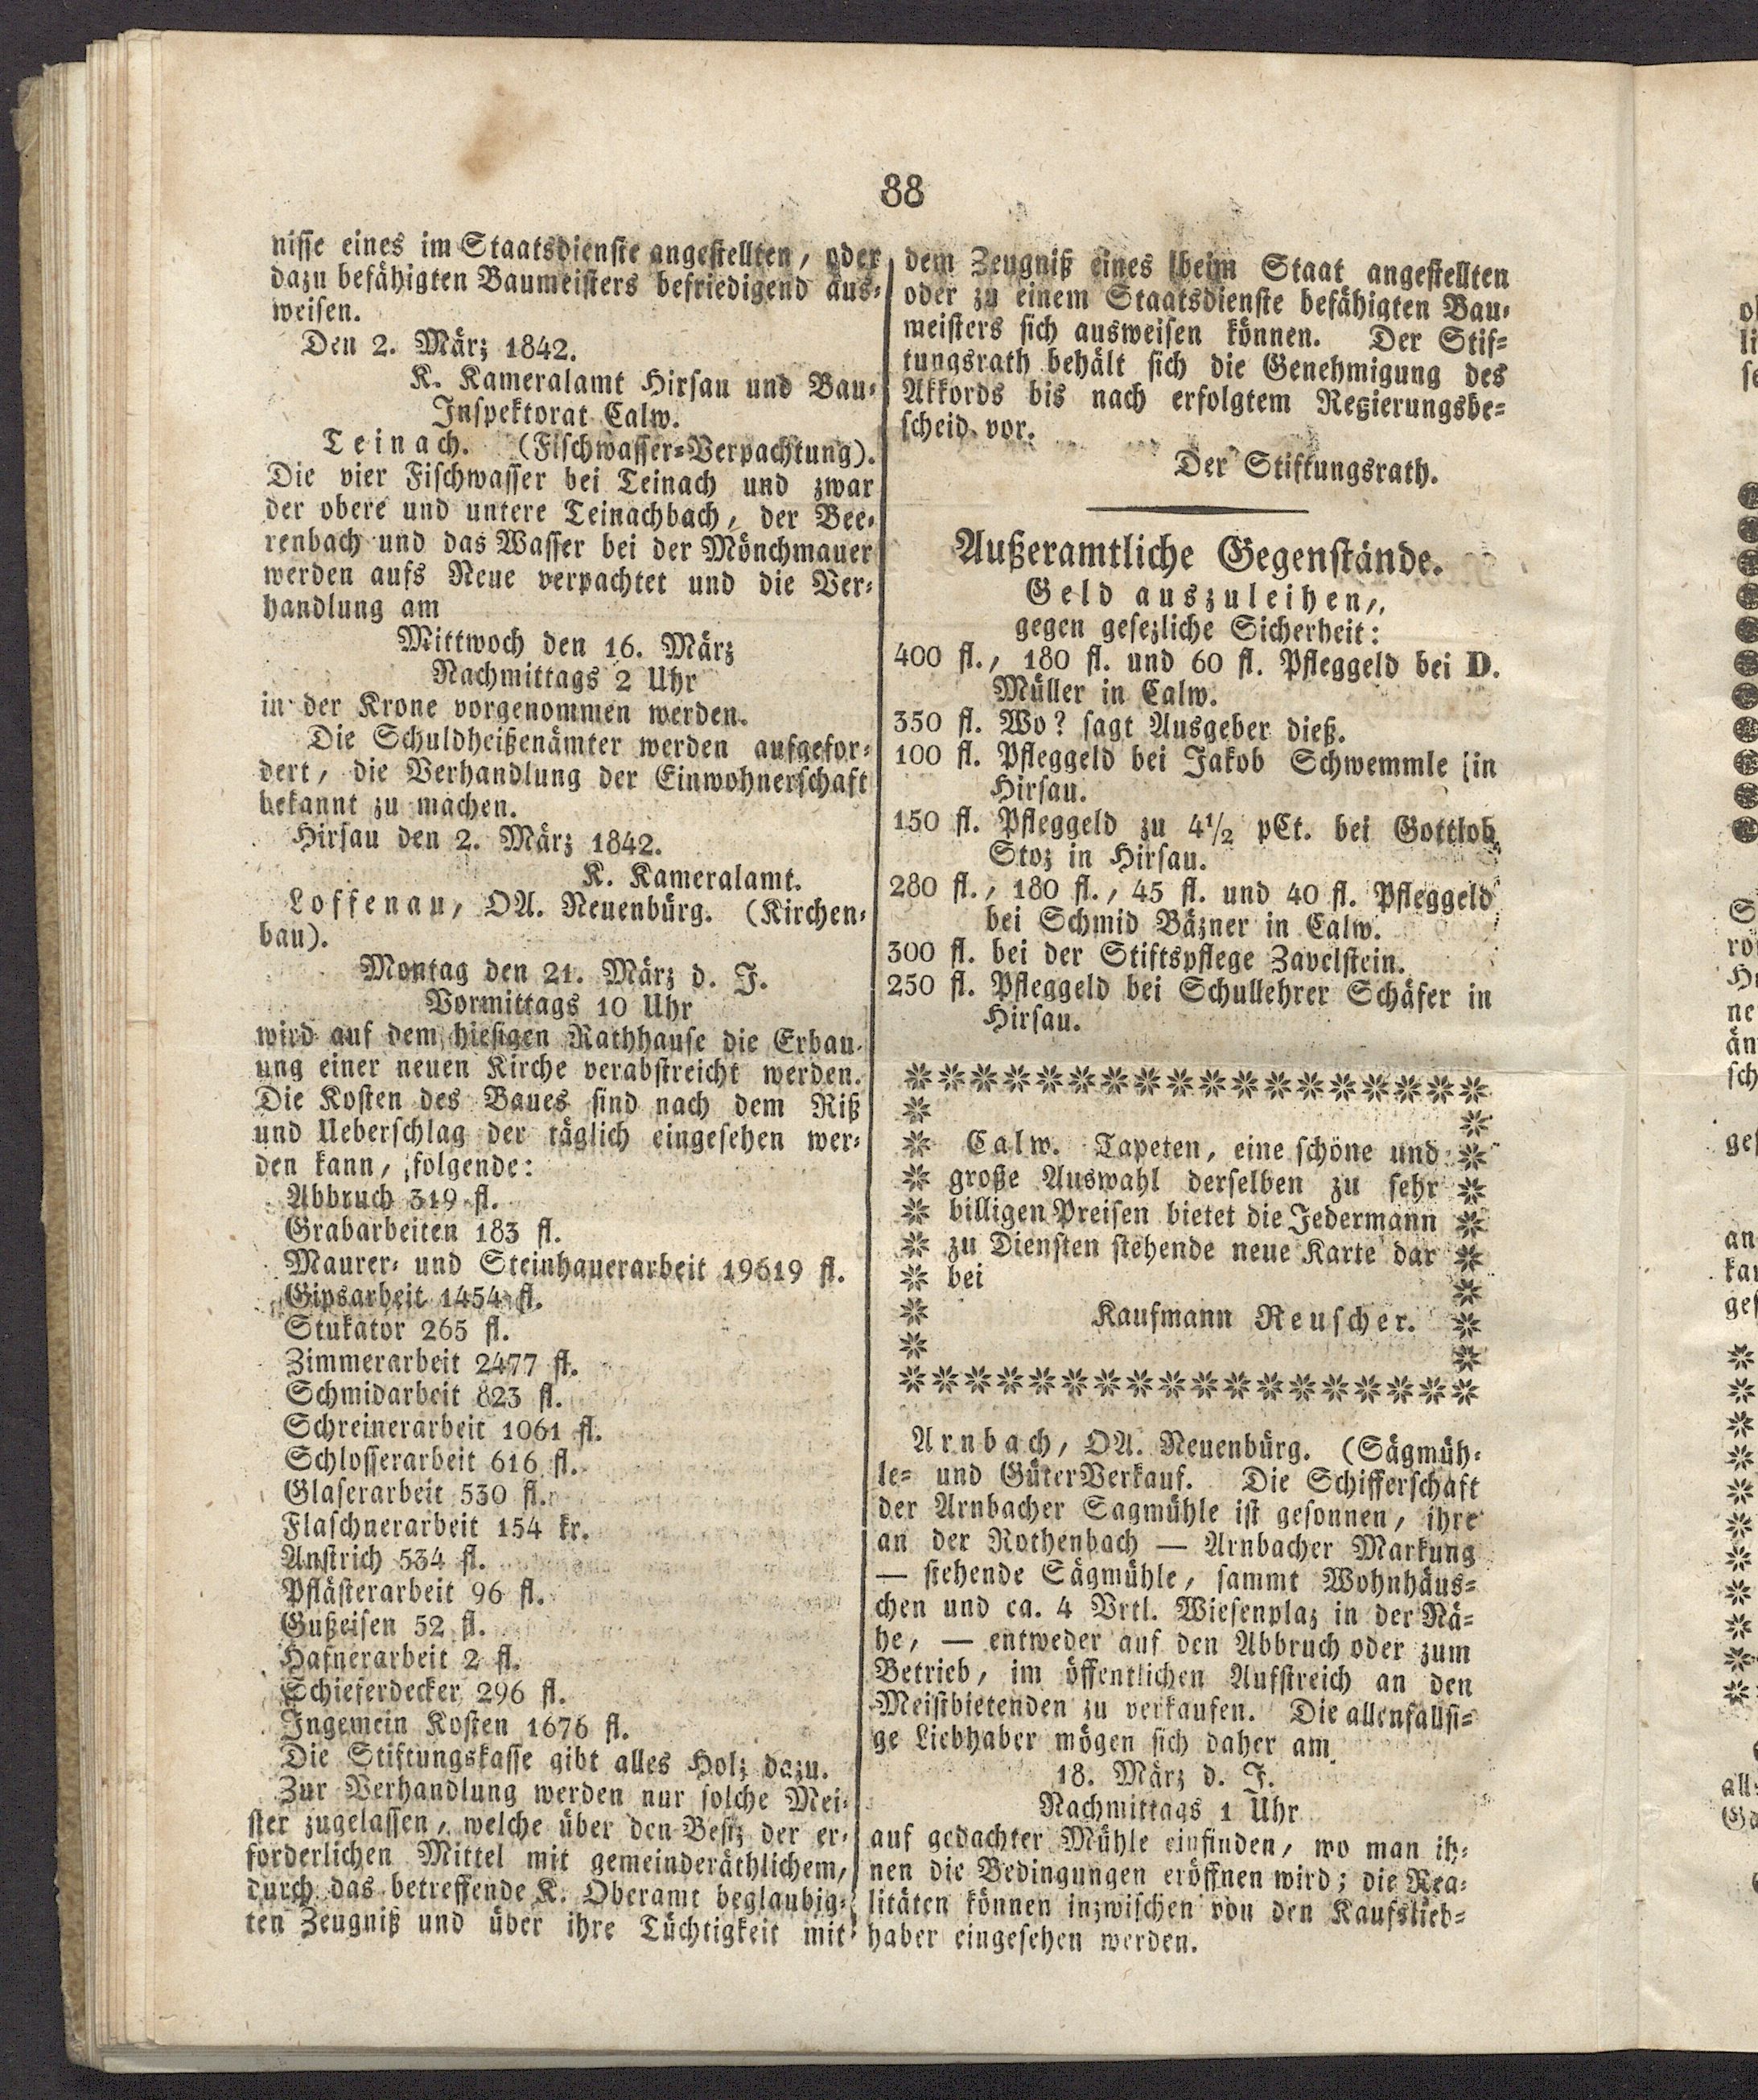 88
nisse eines im Staatsdienste angestellten, oder
dazu befähigten Baumeisters befriedigend aus-
weisen.
Den 2. März 1842.
K. Kameralamt Hirsau und Bau-
Inspektorat Calw.
Teinach. (Fischwasser-Verpachtung).
Die vier Fischwasser bei Teinach und zwar
der obere und untere Teinachbach, der Bee-
renbach und das Wasser bei der Mönchmauer
werden aufs Neue verpachtet und die Ver-
handlung am
Mittwoch den 16. März
Nachmittags 2 Uhr
in der Krone vorgenommen werden.
Die Schuldheißenämter werden aufgefor-
dert, die Verhandlung der Einwohnerschaft
bekannt zu machen.
Hirsau den 2. März 1842.
K. Kameralamt.
Loffenau, OA. Neuenbürg. (Kirchen-
bau).
Montag den 21. März d. J.
Vormittags 10 Uhr
wird auf dem hiesigen Rathhause die Erbau-
ung einer neuen Kirche verabstreicht werden.
Die Kosten des Baues sind nach dem Riß
und Ueberschlag der täglich eingesehen wer-
den kann, folgende:
Abbruch 319 fl.
Grabarbeiten 183 fl.
Maurer- und Steinhauerarbeit 19619 fl.
Gipsarbeit 1454 fl.
Stukator 265 fl.
Zimmerarbeit 2477 fl.
Schmidarbeit 823 fl.
Schreinerarbeit 1061 fl.
Schlosserarbeit 616 fl.
Glaserarbeit 530 fl.
Flaschnerarbeit 154 kr.
Anstrich 534 fl.
Pflästerarbeit 96 fl.
Gußeisen 52 fl.
Hafnerarbeit 2 fl.
Schieferdecker 296 fl.
Ingemein Kosten 1676 fl.
Die Stiftungskasse gibt alles Holz dazu.
Zur Verhandlung werden nur solche Mei-
ster zugelassen, welche über den Besiz der er-
forderlichen Mittel mit gemeinderäthlichem,
durch das betreffende K. Oberamt beglaubig-
ten Zeugniß und über ihre Tüchtigkeit mit
dem Zeugniß eines beim Staat angestellten
oder zu einem Staatsdienste befähigten Bau-
meisters sich ausweisen können. Der Stif-
tungsrath behält sich die Genehmigung des
Akkords bis nach erfolgtem Regierungsbe-
scheid vor.
Der Stiftungsrath.
Außeramtliche Gegenstände.
Geld auszuleihen,
gegen gesezliche Sicherheit:
400 fl., 180 fl. und 60 fl. Pfleggeld bei D.
Müller in Calw.
350 fl. Wo? sagt Ausgeber dieß.
100 fl. Pfleggeld bei Jakob Schwemmle in
Hirsau.
150 fl. Pfleggeld zu 4 1/2 pCt. bei Gottlob
Stoz in Hirsau.
280 fl., 180 fl., 45 fl. und 40 fl. Pfleggeld
bei Schmid Bäzner in Calw.
300 fl. bei der Stiftspflege Zavelstein.
250 fl. Pfleggeld bei Schullehrer Schäfer in
Hirsau.
Calw. Tapeten, eine schöne und
große Auswahl derselben zu sehr
billigen Preisen bietet die Jedermann
zu Diensten stehende neue Karte dar
bei
Kaufmann Reuscher.
Arnbach, OA. Neuenbürg. (Sägmüh-
le- und GüterVerkauf. Die Schifferschaft
der Arnbacher Sagmühle ist gesonnen, ihre
an der Rothenbach — Arnbacher Markung
— stehende Sägmühle, sammt Wohnhäus-
chen und ca. 4 Vrtl. Wiesenplaz in der Nä-
he, — entweder auf den Abbruch oder zum
Betrieb, im öffentlichen Aufstreich an den
Meistbietenden zu verkaufen. Die allenfallsi-
ge Liebhaber mögen sich daher am
18. März d. J.
Nachmittags 1 Uhr
auf gedachter Mühle einfinden, wo man ih-
nen die Bedingungen eröffnen wird; die Rea-
litäten können inzwischen von den Kaufslieb-
haber eingesehen werden.